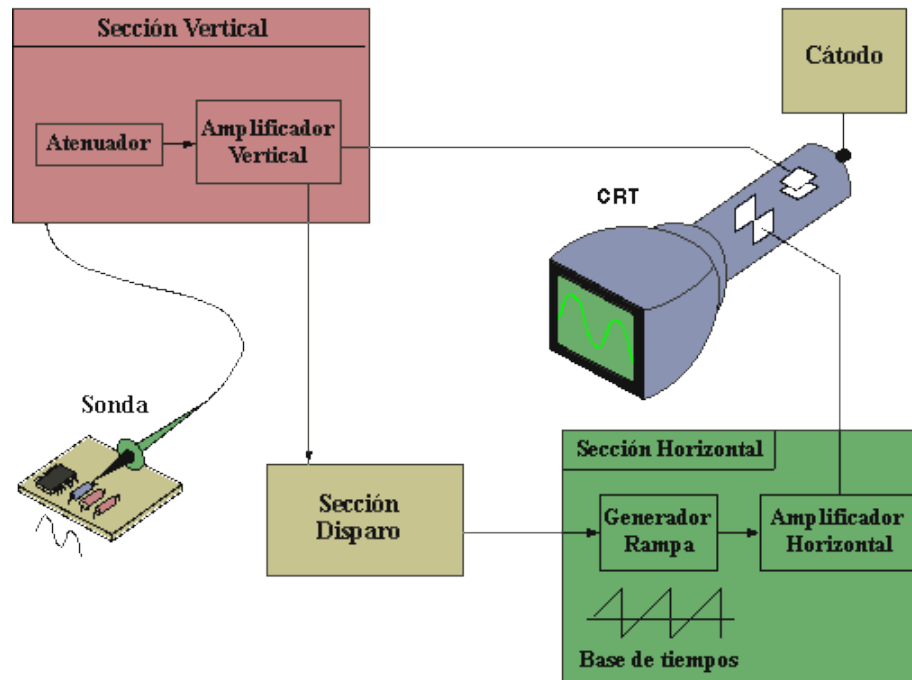 Sección Vertical
Cátodo
Atenuador
Amplificador
Vertical
CRT
Sonda
Sección
Disparo
Sección Horizontal
Generador
Rampa
Amplificador
Horizontal
Base de tiempos